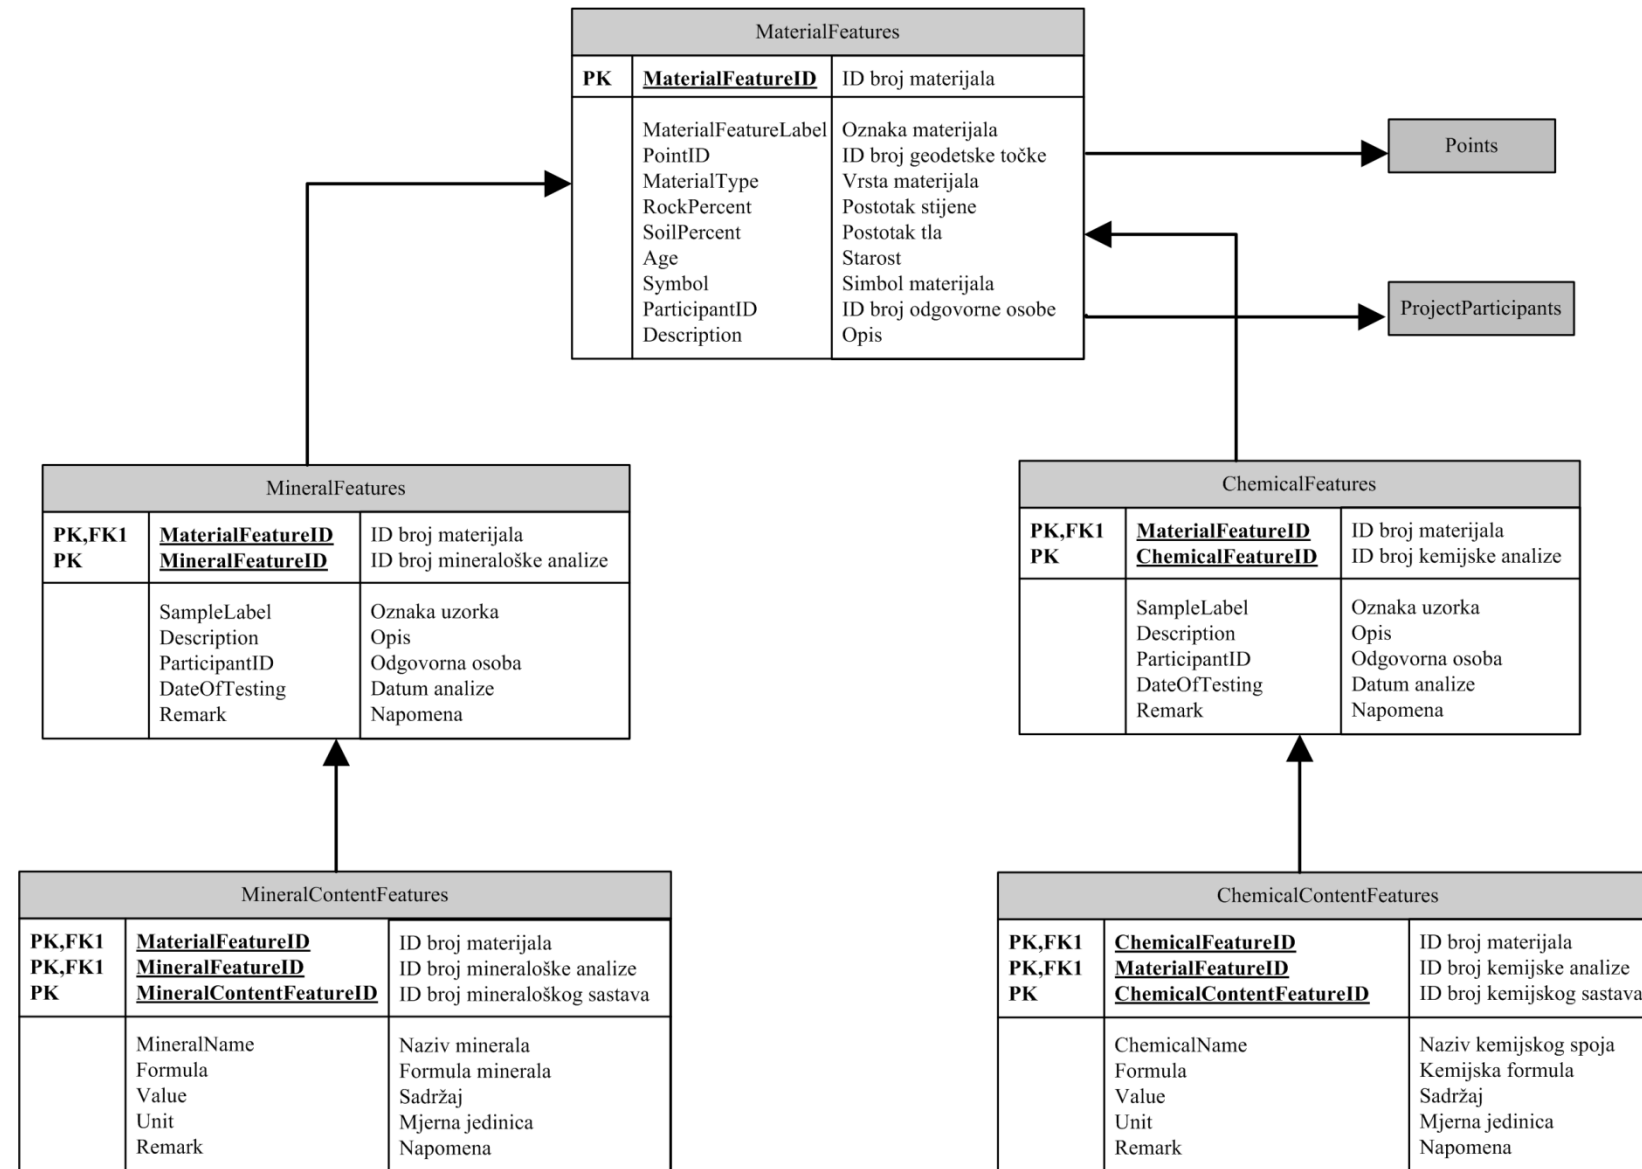 MaterialFeatures
PK MaterialFeatureID ID broj materijala
MaterialFeatureLabel Oznaka materijala
PointID ID broj geodetske točke
MaterialType Vrsta materijala
RockPercent Postotak stijene
SoilPercent Postotak tla
Age Starost
Symbol Simbol materijala
ParticipantID ID broj odgovorne osobe
Description Opis
Points
ProjectParticipants
MineralFeatures
PK,FK1 MaterialFeatureID ID broj materijala
PK MineralFeatureID ID broj mineraloške analize
SampleLabel Oznaka uzorka
Description Opis
ParticipantID Odgovorna osoba
DateOfTesting Datum analize
Remark Napomena
ChemicalFeatures
PK,FK1 MaterialFeatureID ID broj materijala
PK ChemicalFeatureID ID broj kemijske analize
SampleLabel Oznaka uzorka
Description Opis
ParticipantID Odgovorna osoba
DateOfTesting Datum analize
Remark Napomena
MineralContentFeatures
PK,FK1 MaterialFeatureID ID broj materijala
PK,FK1 MineralFeatureID ID broj mineraloške analize
PK MineralContentFeatureID ID broj mineraloškog sastava
MineralName Naziv minerala
Formula Formula minerala
Value Sadržaj
Unit Mjerna jedinica
Remark Napomena
ChemicalContentFeatures
PK,FK1 ChemicalFeatureID ID broj materijala
PK,FK1 MaterialFeatureID ID broj kemijske analize
PK ChemicalContentFeatureID ID broj kemijskog sastava
ChemicalName Naziv kemijskog spoja
Formula Kemijska formula
Value Sadržaj
Unit Mjerna jedinica
Remark Napomena